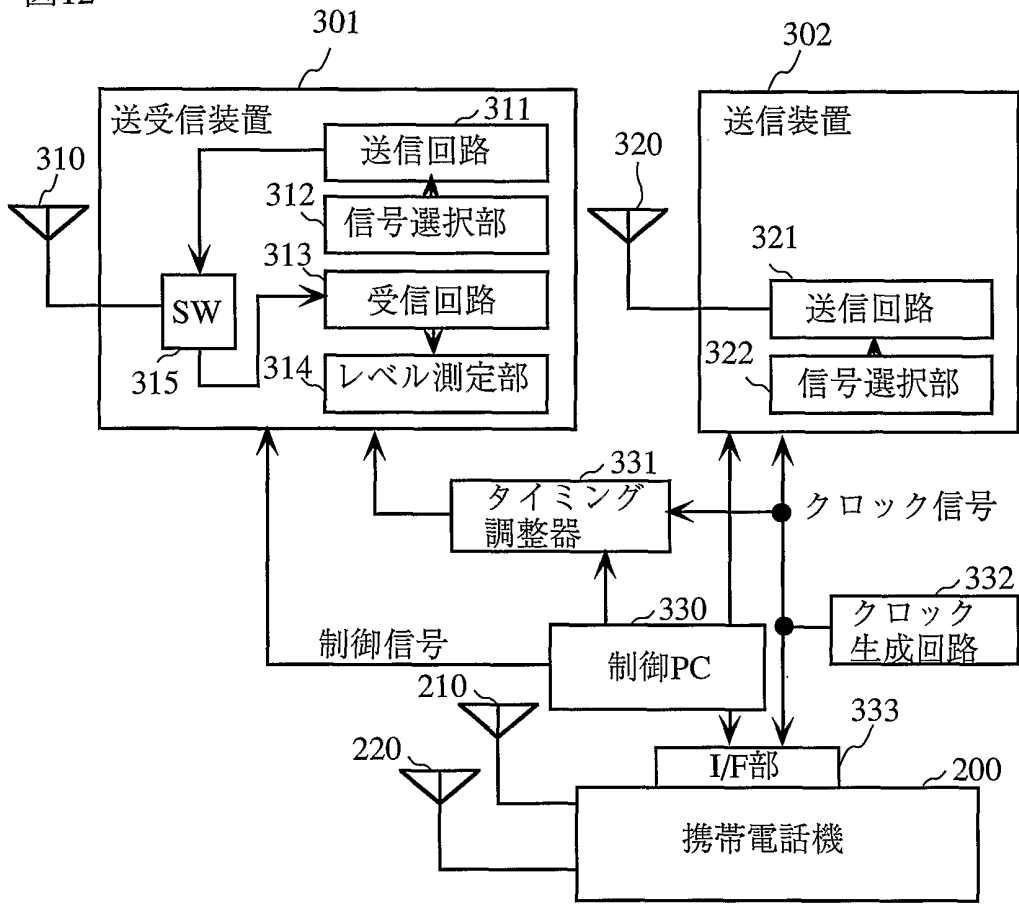 図12
301
302
送受信装置
311
送信装置
310
送信回路
320
312
信号選択部
321
313
SW
受信回路
送信回路
315
314
レベル測定部
322
信号選択部
331
タイミング
調整器
クロック信号
332
330
クロック
生成回路
制御信号
制御PC
210
333
220
I/F部
200
携帯電話機